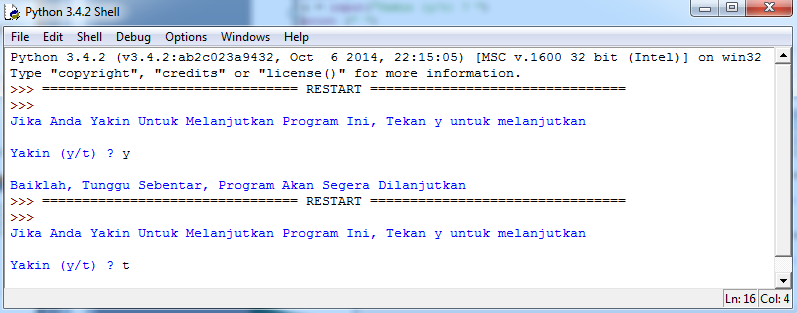 Python 3.4.2 Shell
File Edit Shell Debug Options Windows Help
Python 3.4.2 (v3.4.2:ab2c023a9432, Oct  6 2014, 22:15:05) [MSC v.1600 32 bit (Intel)] on win32
Type "copyright", "credits" or "license()" for more information.
>>> ================================ RESTART ================================
>>>
Jika Anda Yakin Untuk Melanjutkan Program Ini, Tekan y untuk melanjutkan
Yakin (y/t) ? y
Baiklah, Tunggu Sebentar, Program Akan Segera Dilanjutkan
>>> ================================ RESTART ================================
>>>
Jika Anda Yakin Untuk Melanjutkan Program Ini, Tekan y untuk melanjutkan
Yakin (y/t) ? t
Ln: 16 Col: 4